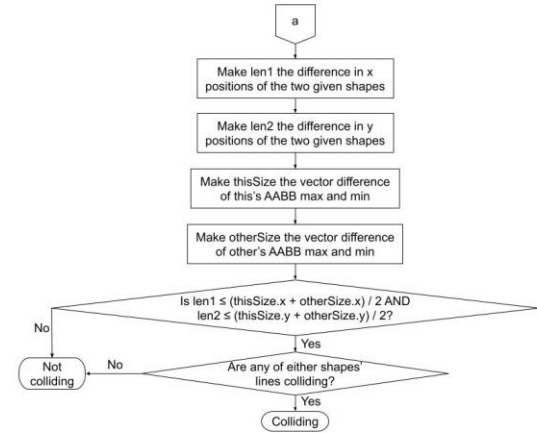 a
Make len1 the difference in x
positions of the two given shapes
Make len2 the difference in y
positions of the two given shapes
Make thisSize the vector difference
of this's AABB max and min
Make otherSize the vector difference
of other's AABB max and min
Is len1 ≤ (thisSize.x + otherSize.x) / 2 AND
len2 ≤ (thisSize.y + otherSize.y) / 2?
No
Yes
Not
colliding
No
Are any of either shapes'
lines colliding?
Yes
Colliding